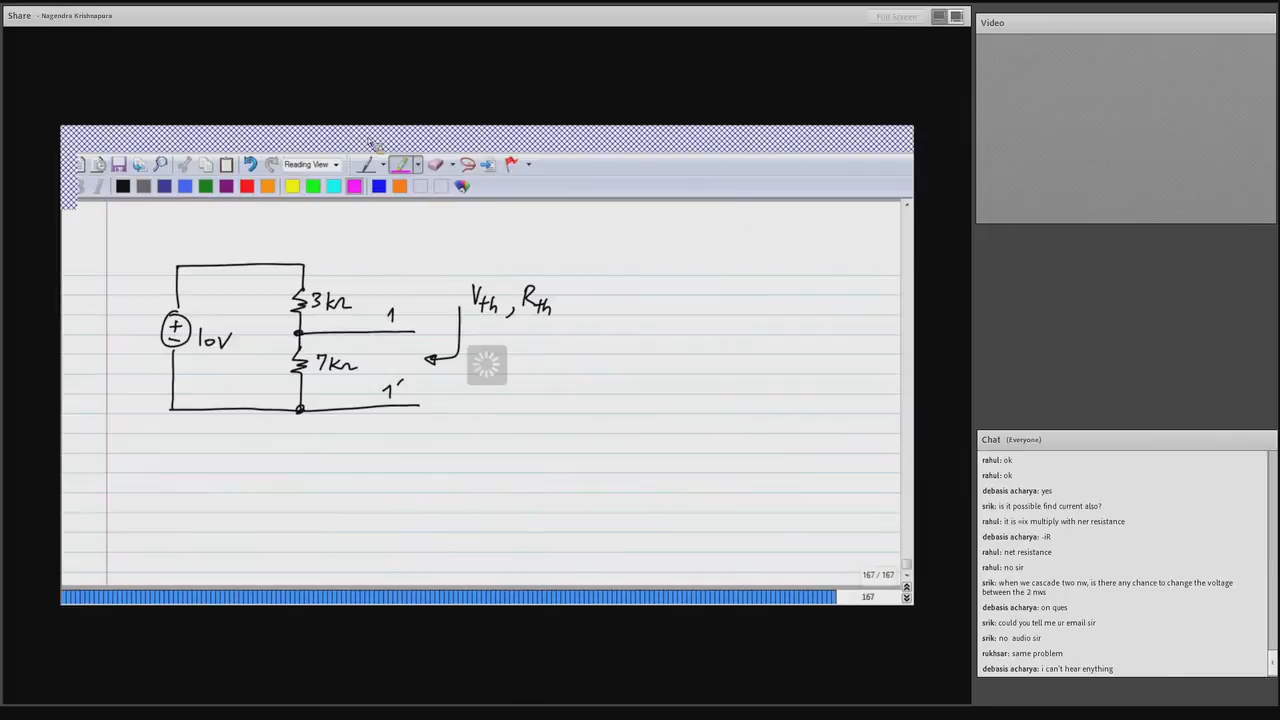 Share - Nagendra Krishnapura
Full Screen
Video
Reading View
3kΩ
Vth, Rth
1
10V
7kΩ
1′
167 / 167
167
Chat (Everyone)
rahul: ok
rahul: ok
debasis acharya: yes
srik: is it possible find current also?
rahul: it is =ix multiply with ner resistance
debasis acharya: -iR
rahul: net resistance
rahul: no sir
srik: when we cascade two nw, is there any chance to change the voltage
between the 2 nws
debasis acharya: on ques
srik: could you tell me ur email sir
srik: no audio sir
rukhsar: same problem
debasis acharya: i can't hear enything